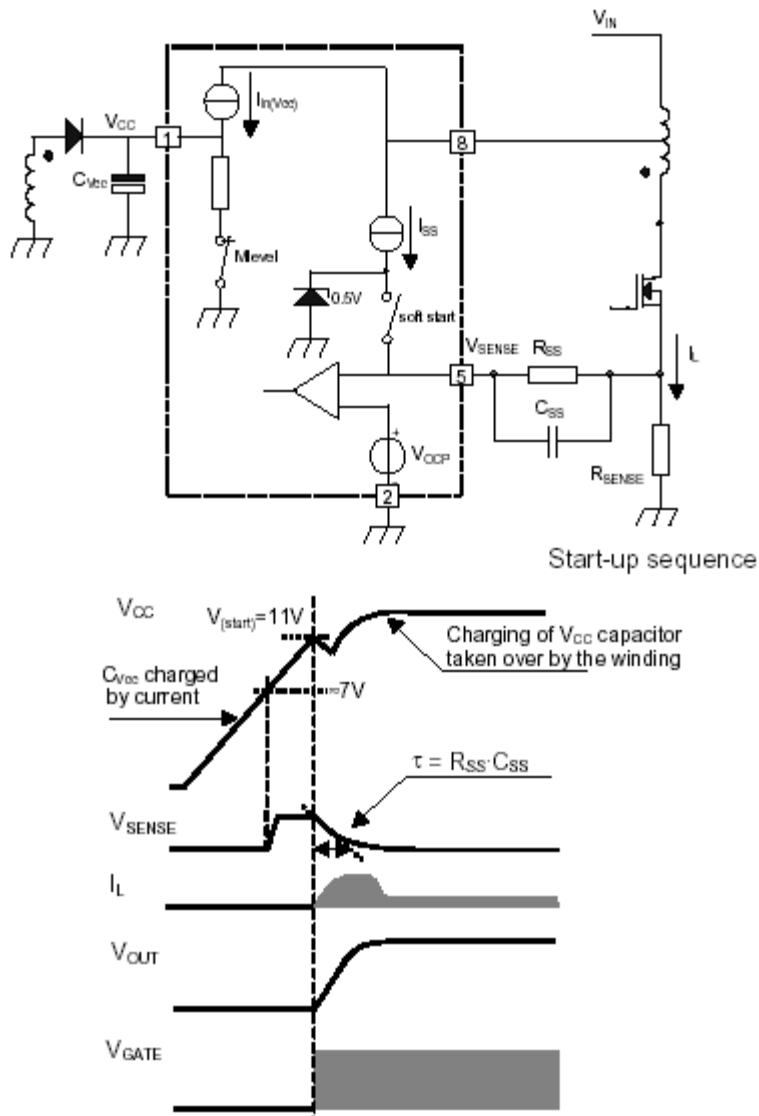 VIN
Iin(Vcc)
VCC
1
8
CVcc
ISS
Mlevel
0.5V
soft start
VSENSE
RSS
IL
5
CSS
+
VOCP
RSENSE
2
Start-up sequence
VCC
V(start)=11V
Charging of VCC capacitor
taken over by the winding
CVcc charged
by current
≈7V
τ = RSS·CSS
VSENSE
IL
VOUT
VGATE